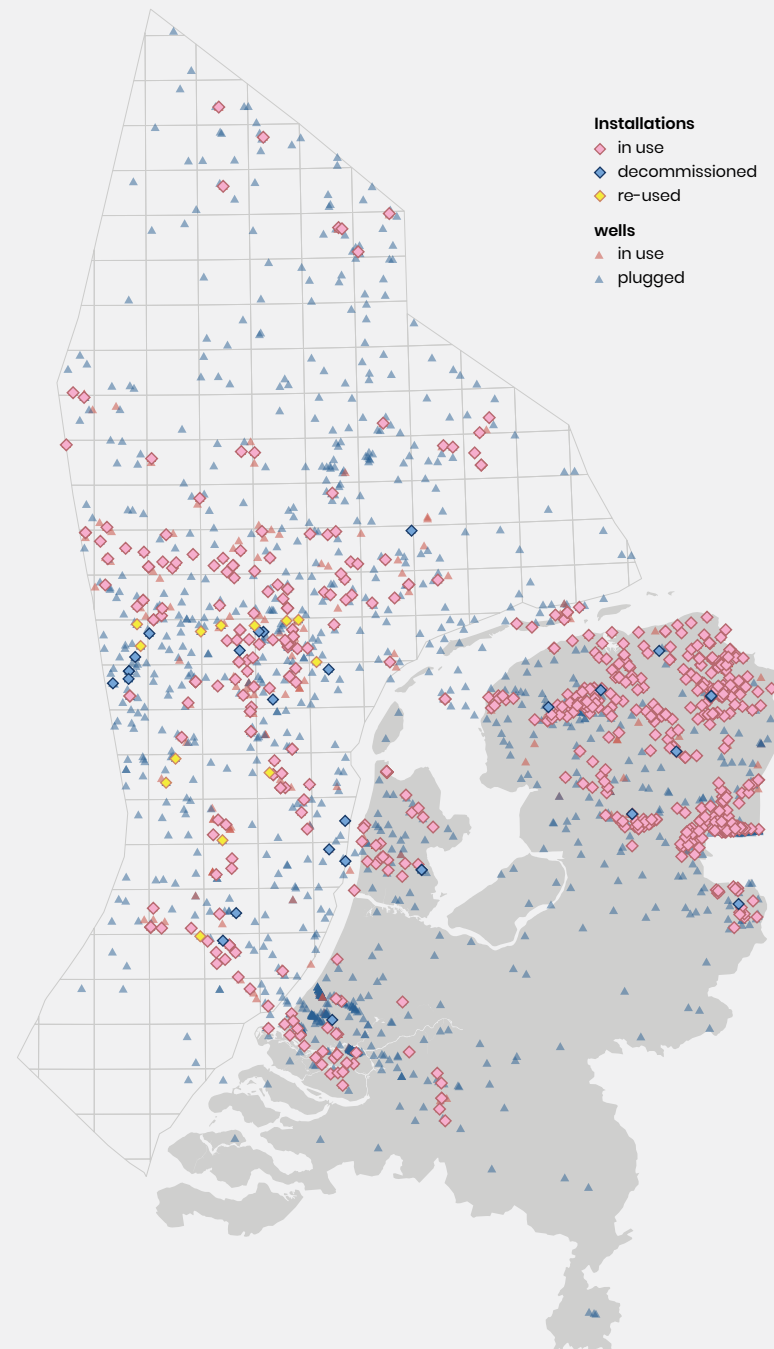 Installations
in use
decommissioned
re-used
wells
in use
plugged